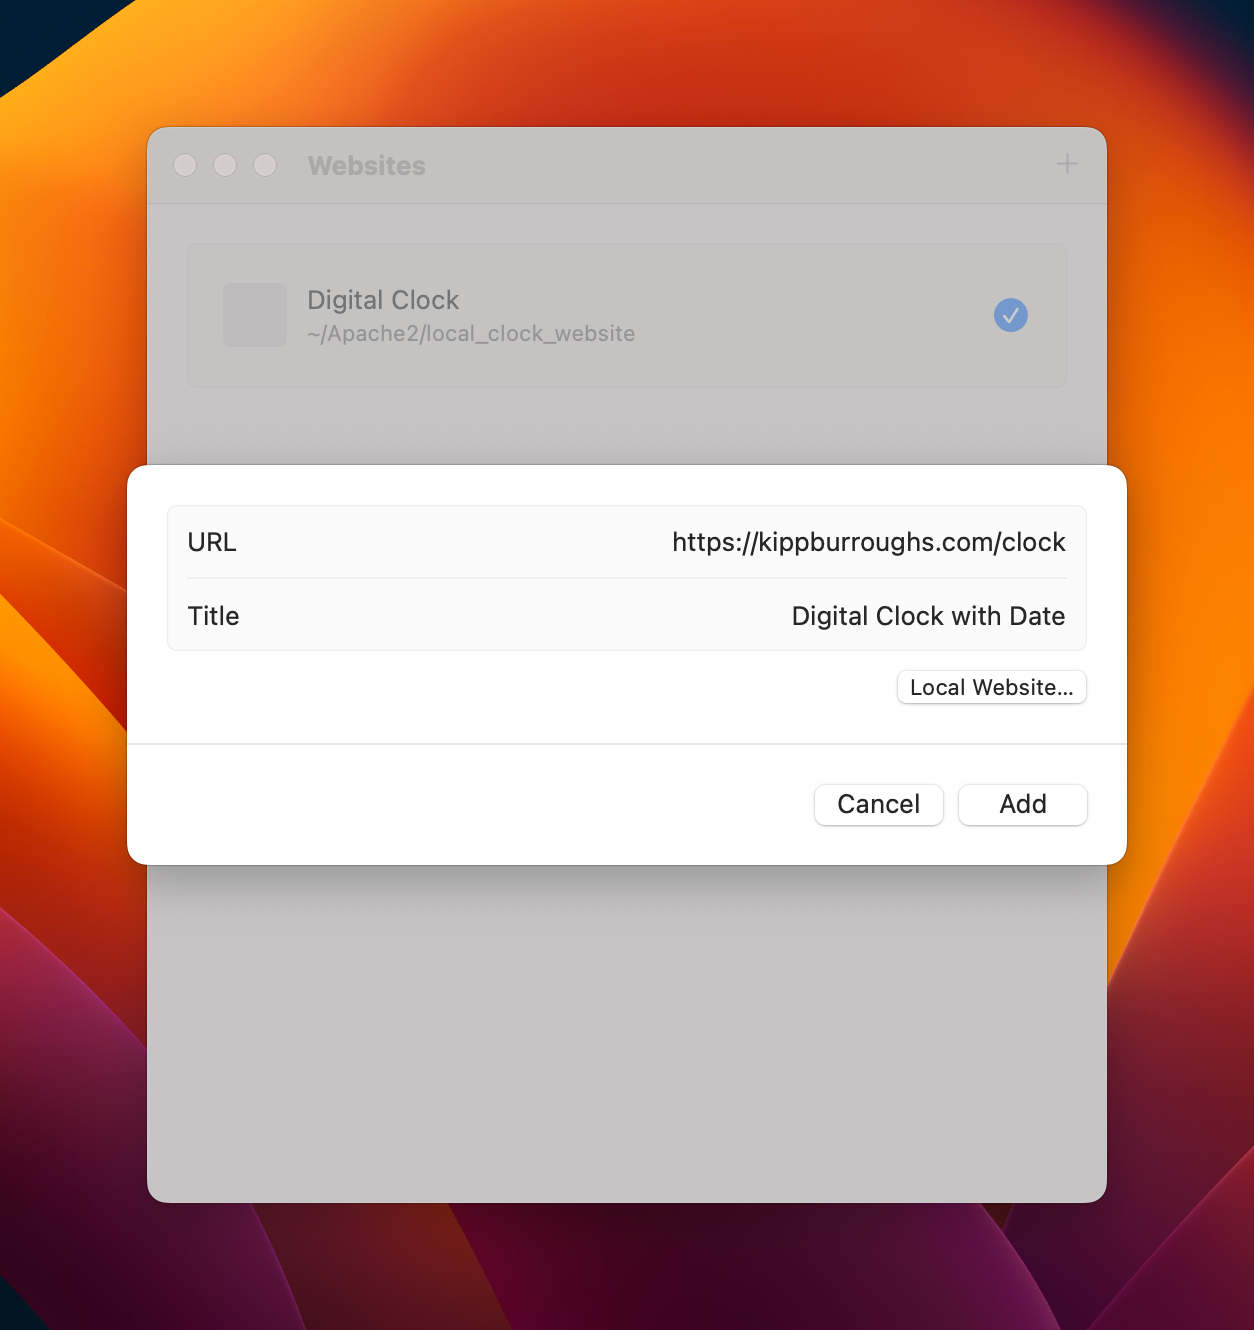 Websites
Digital Clock
~/Apache2/local_clock_website
URL https://kippburroughs.com/clock
Title Digital Clock with Date
Local Website...
Cancel Add